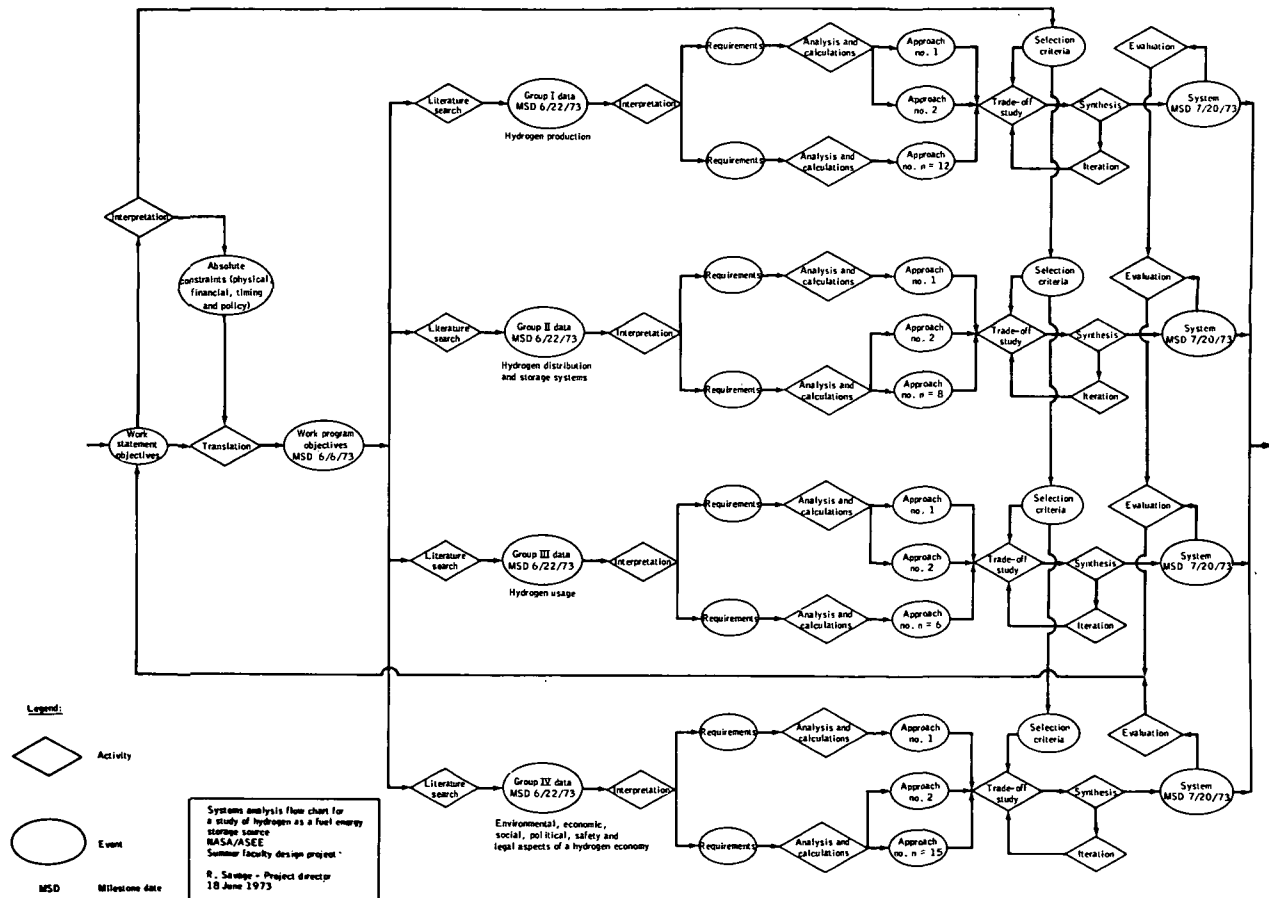 Literature
search
Group I data
MSD 6/22/73
Hydrogen production
Interpretation
Requirements
Analysis and
calculations
Approach
no. 1
Approach
no. 2
Requirements
Analysis and
calculations
Approach
no. n = 12
Selection
criteria
Trade-off
study
Synthesis
Iteration
Evaluation
System
MSD 7/20/73
Interpretation
Absolute
constraints (physical,
financial, timing
and policy)
Work
statement
objectives
Translation
Work program
objectives
MSD 6/6/73
Literature
search
Group II data
MSD 6/22/73
Hydrogen distribution
and storage systems
Interpretation
Requirements
Analysis and
calculations
Approach
no. 1
Approach
no. 2
Requirements
Analysis and
calculations
Approach
no. n = 8
Selection
criteria
Trade-off
study
Synthesis
Iteration
Evaluation
System
MSD 7/20/73
Literature
search
Group III data
MSD 6/22/73
Hydrogen usage
Interpretation
Requirements
Analysis and
calculations
Approach
no. 1
Approach
no. 2
Requirements
Analysis and
calculations
Approach
no. n = 6
Selection
criteria
Trade-off
study
Synthesis
Iteration
Evaluation
System
MSD 7/20/73
Literature
search
Group IV data
MSD 6/22/73
Environmental, economic,
social, political, safety and
legal aspects of a hydrogen economy
Interpretation
Requirements
Analysis and
calculations
Approach
no. 1
Approach
no. 2
Requirements
Analysis and
calculations
Approach
no. n = 15
Selection
criteria
Trade-off
study
Synthesis
Iteration
Evaluation
System
MSD 7/20/73
Legend:
Activity
Event
MSD Milestone date
Systems analysis flow chart for
a study of hydrogen as a fuel energy
storage source
NASA/ASEE
Summer faculty design project
R. Savage - Project director
18 June 1973